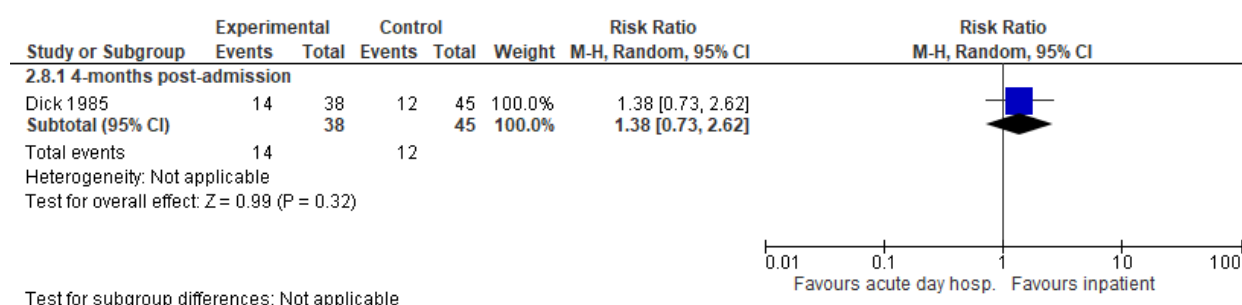 Experimental Control Risk Ratio Risk Ratio
Study or Subgroup Events Total Events Total Weight M-H, Random, 95% CI M-H, Random, 95% CI
2.8.1 4-months post-admission
Dick 1985 14 38 12 45 100.0% 1.38 [0.73, 2.62]
Subtotal (95% CI) 38 45 100.0% 1.38 [0.73, 2.62]
Total events 14 12
Heterogeneity: Not applicable
Test for overall effect: Z = 0.99 (P = 0.32)
0.01 0.1 1 10 100
Favours acute day hosp. Favours inpatient
Test for subgroup differences: Not applicable